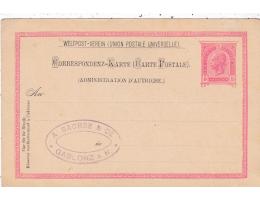 WELTPOST-VEREIN (UNION POSTALE UNIVERSELLE).
CORRESPONDENZ-KARTE (CARTE POSTALE).
(ADMINISTRATION D'AUTRICHE.)
An
A. SACHSE & CO.
GABLONZ A/N.